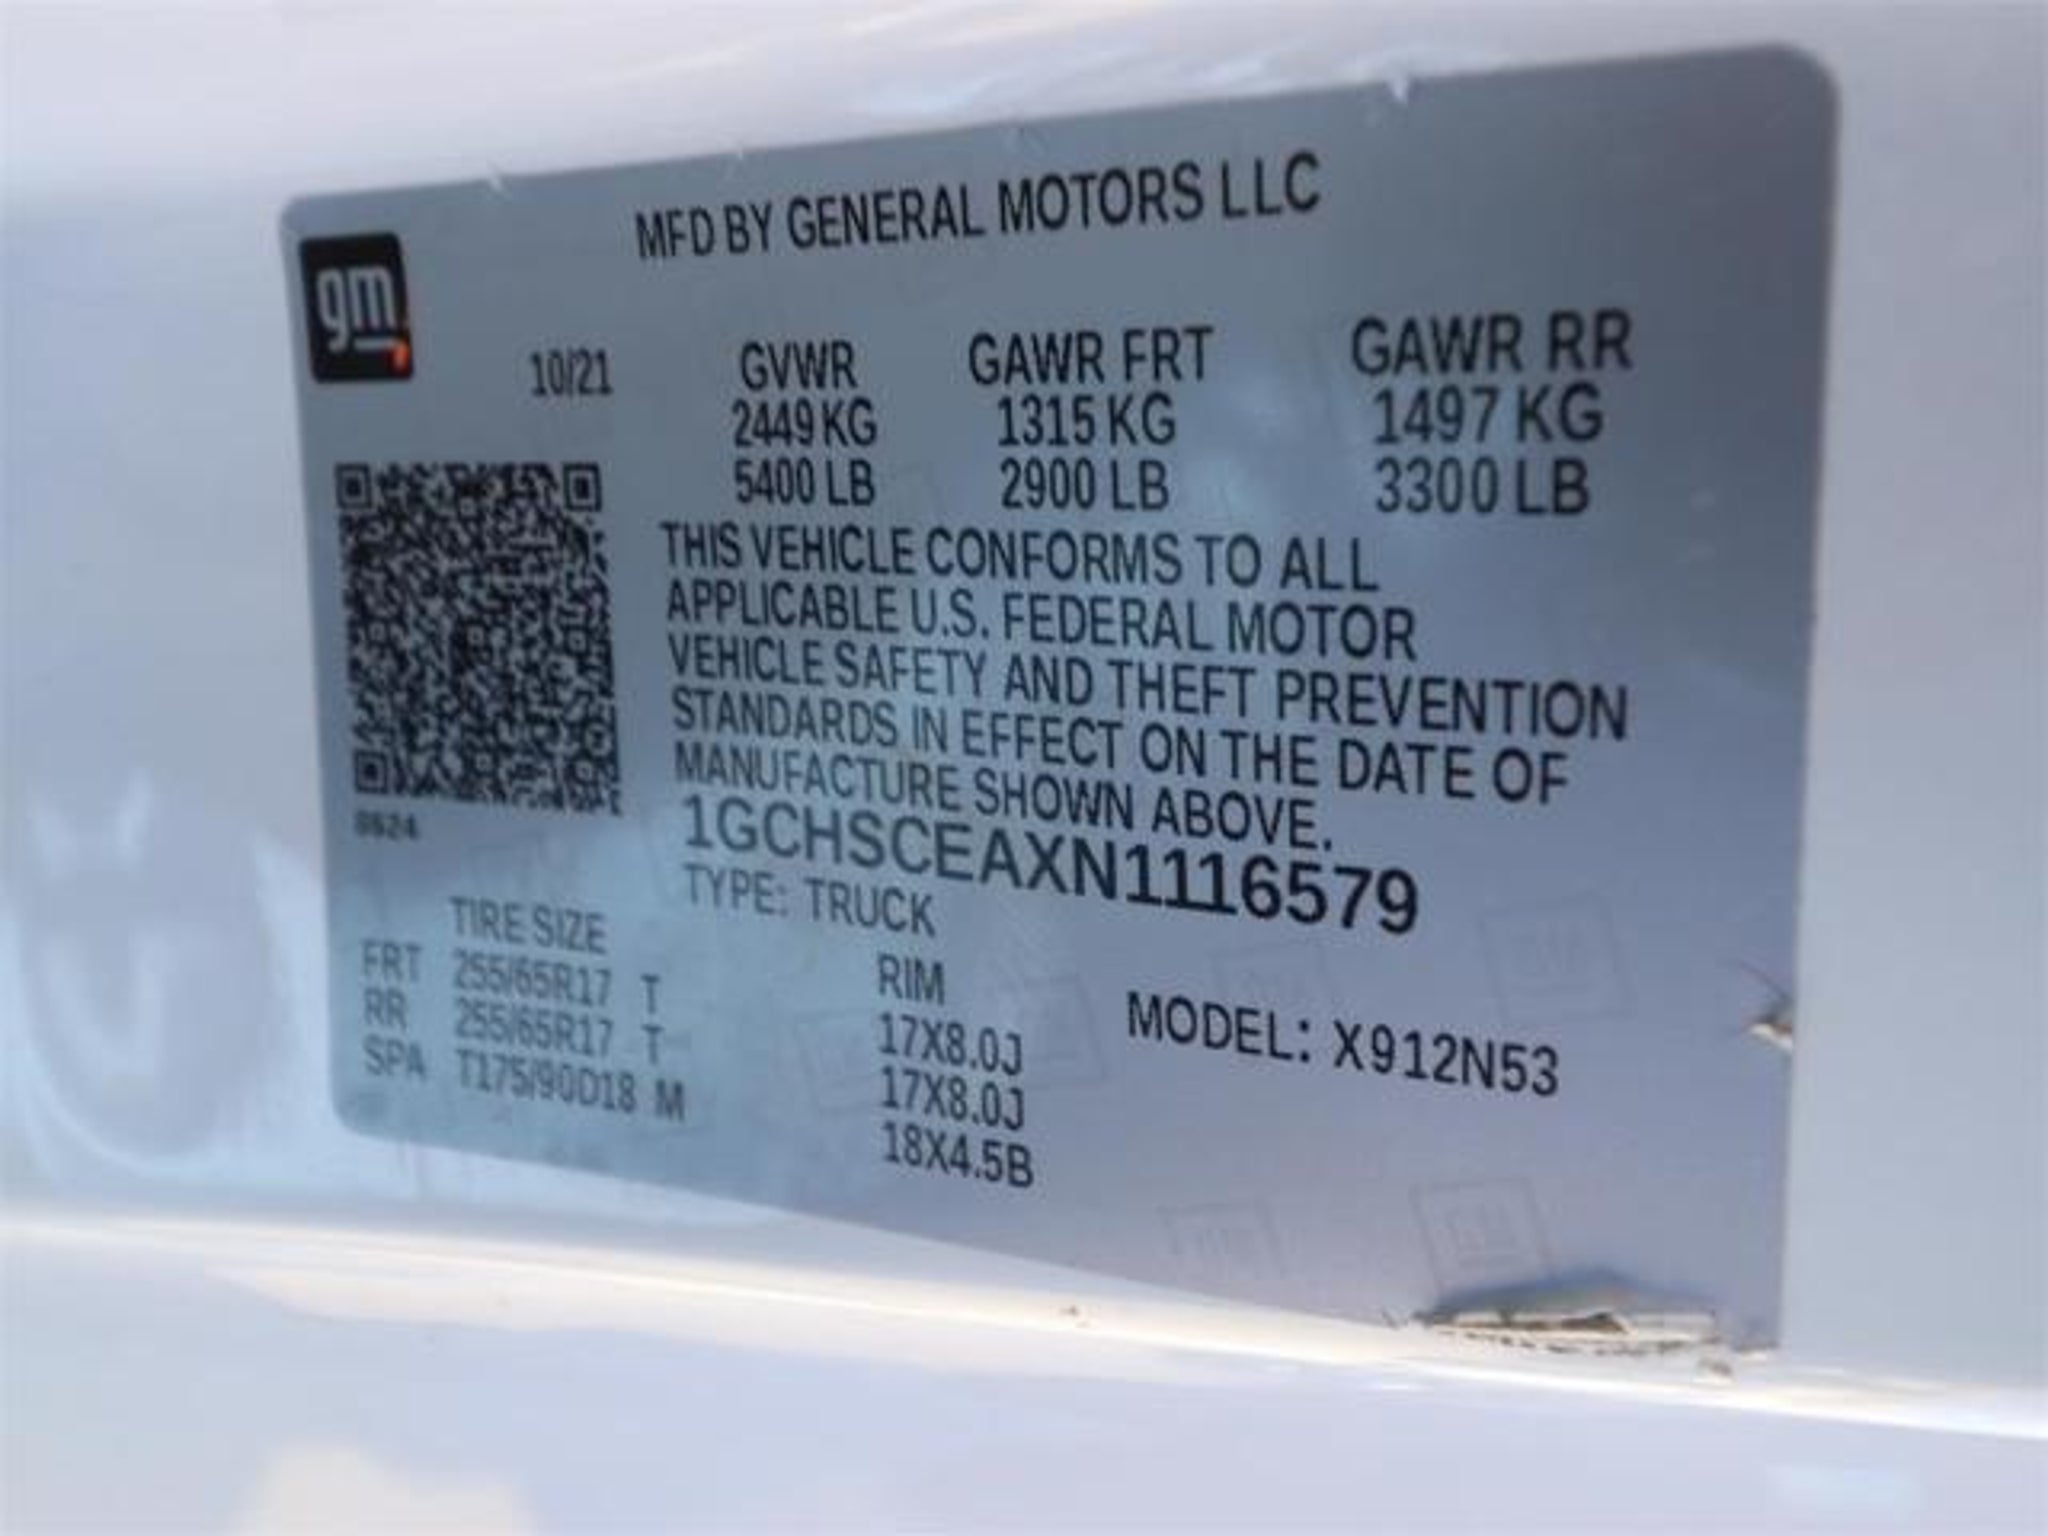 MFD BY GENERAL MOTORS LLC
gm
10/21 GVWR GAWR FRT GAWR RR
2449 KG 1315 KG 1497 KG
5400 LB 2900 LB 3300 LB
THIS VEHICLE CONFORMS TO ALL
APPLICABLE U.S. FEDERAL MOTOR
VEHICLE SAFETY AND THEFT PREVENTION
STANDARDS IN EFFECT ON THE DATE OF
MANUFACTURE SHOWN ABOVE.
8624
1GCHSCEAXN1116579
TYPE: TRUCK
TIRE SIZE RIM
FRT 255/65R17 T 17X8.0J
RR 255/65R17 T 17X8.0J
SPA T175/90D18 M 18X4.5B
MODEL: X912N53